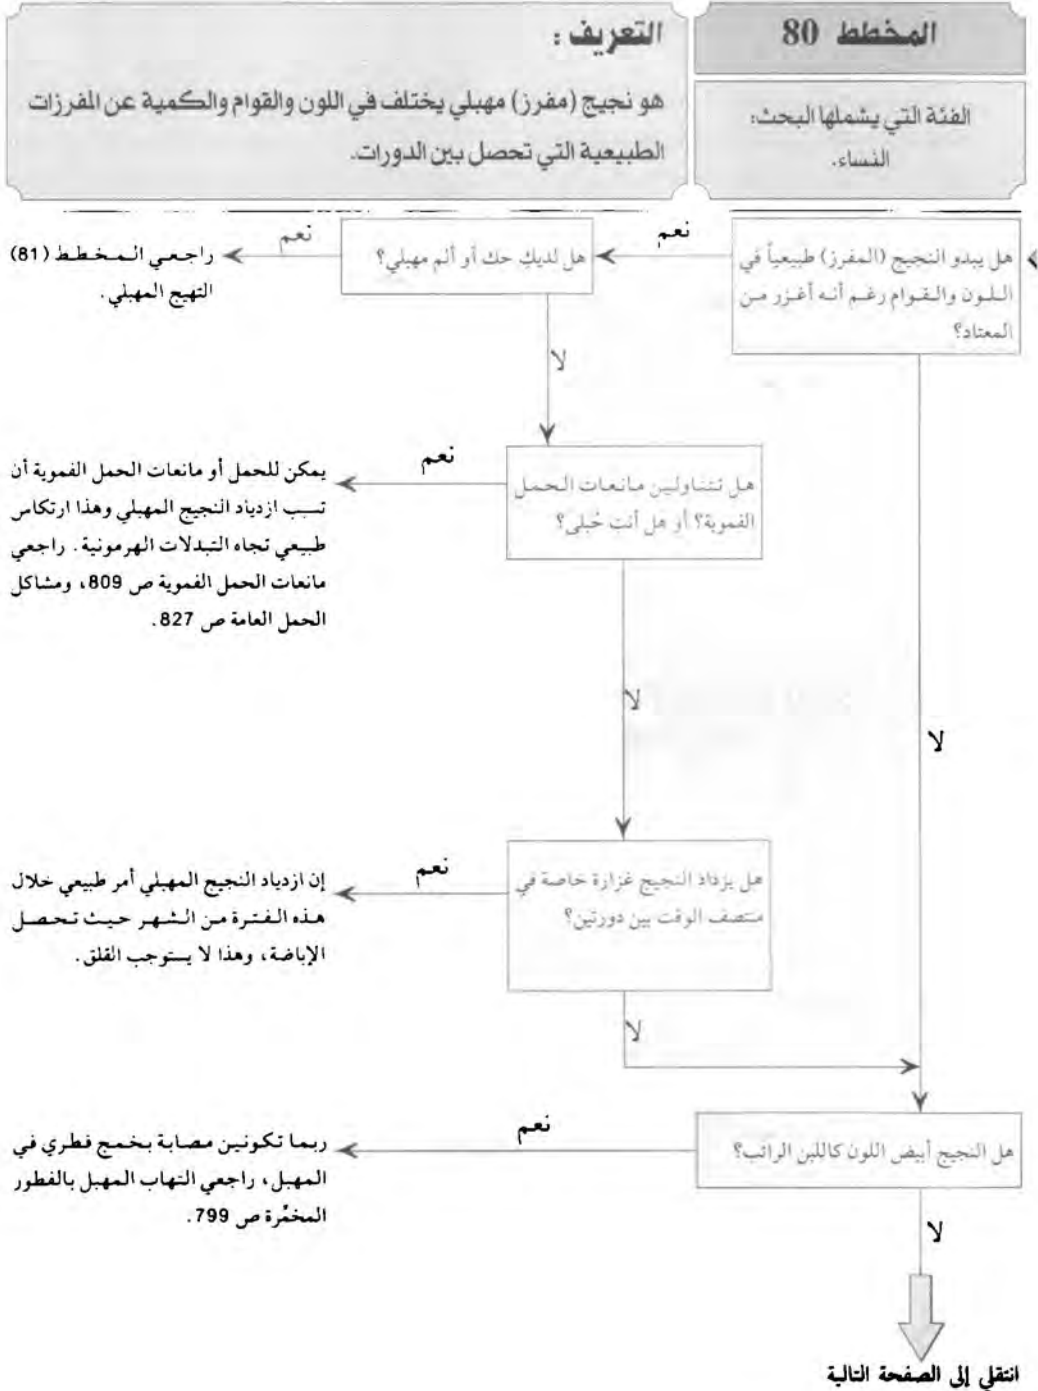 المخطط 80
الفئة التي يشملها البحث:
النساء.
التعريف:
هو نجيج (مفرز) مهبلي يختلف في اللون والقوام والكمية عن المفرزات
الطبيعية التي تحصل بين الدورات.
هل يبدو النجيج (المفرز) طبيعياً في
اللون والقوام رغم أنه أغزر من
المعتاد؟
نعم
هل لديكِ حك أو ألم مهبلي؟
نعم
راجعي المخطط (81)
التهيج المهبلي.
لا
هل تتناولين مانعات الحمل
الفموية؟ أو هل أنتِ حُبلى؟
نعم
يمكن للحمل أو مانعات الحمل الفموية أن
تسبب ازدياد النجيج المهبلي وهذا ارتكاس
طبيعي تجاه التبدلات الهرمونية. راجعي
مانعات الحمل الفموية ص 809، ومشاكل
الحمل العامة ص 827.
لا
لا
هل يزداد النجيج غزارة خاصة في
منتصف الوقت بين دورتين؟
نعم
إن ازدياد النجيج المهبلي أمر طبيعي خلال
هذه الفترة من الشهر حيث تحصل
الإباضة، وهذا لا يستوجب القلق.
لا
هل النجيج أبيض اللون كاللبن الرائب؟
نعم
ربما تكونين مصابة بخمج فطري في
المهبل، راجعي التهاب المهبل بالفطور
المخمِّرة ص 799.
لا
انتقلي إلى الصفحة التالية